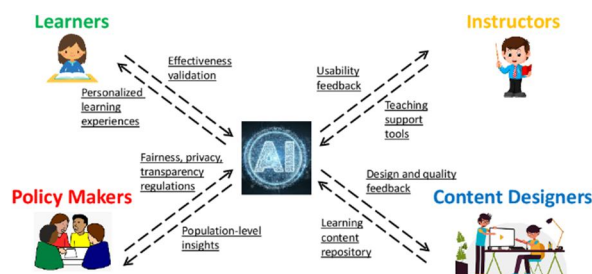 Learners
Instructors
Effectiveness
validation
Usability
feedback
Personalized
learning
experiences
Teaching
support
tools
AI
Fairness, privacy,
transparency
regulations
Design and quality
feedback
Policy Makers
Content Designers
Population-level
insights
Learning
content
repository